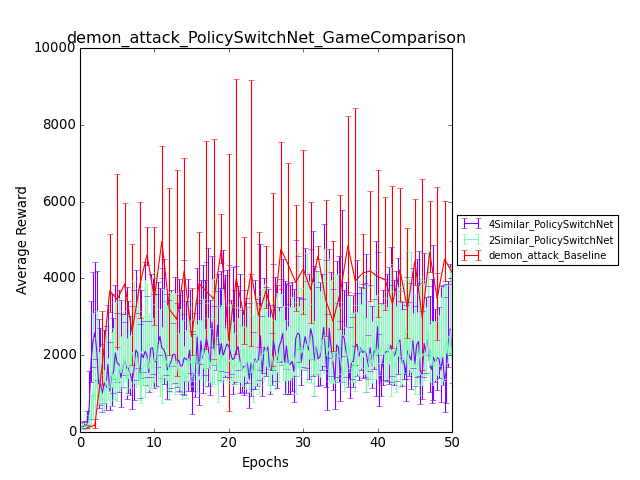 demon_attack_PolicySwitchNet_GameComparison
10000
8000
6000
4000
2000
0
Average Reward
0 10 20 30 40 50
Epochs
4Similar_PolicySwitchNet
2Similar_PolicySwitchNet
demon_attack_Baseline